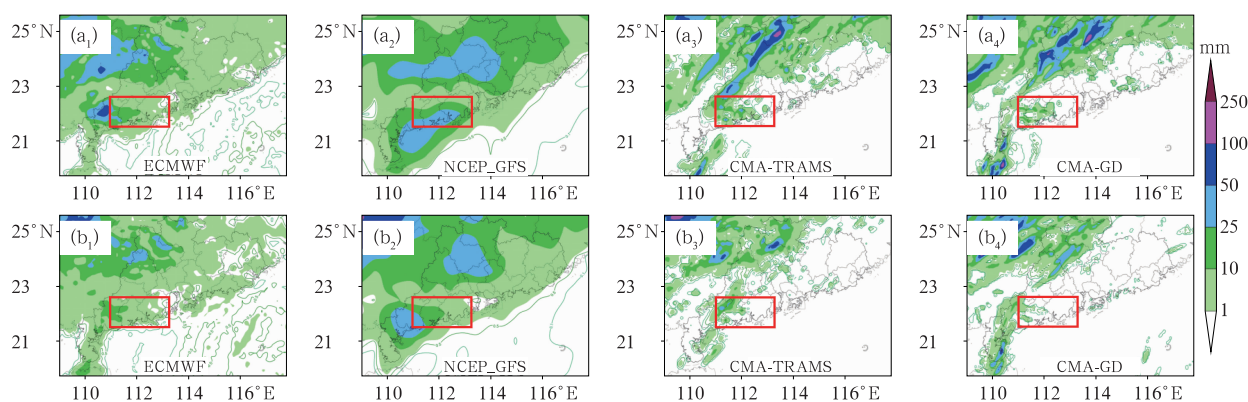 25°N (a₁) ECMWF
23
21
110 112 114 116°E
25°N (a₂) NCEP_GFS
23
21
110 112 114 116°E
25°N (a₃) CMA-TRAMS
23
21
110 112 114 116°E
25°N (a₄) CMA-GD
23
21
110 112 114 116°E
mm
250
100
50
25
10
1
25°N (b₁) ECMWF
23
21
110 112 114 116°E
25°N (b₂) NCEP_GFS
23
21
110 112 114 116°E
25°N (b₃) CMA-TRAMS
23
21
110 112 114 116°E
25°N (b₄) CMA-GD
23
21
110 112 114 116°E